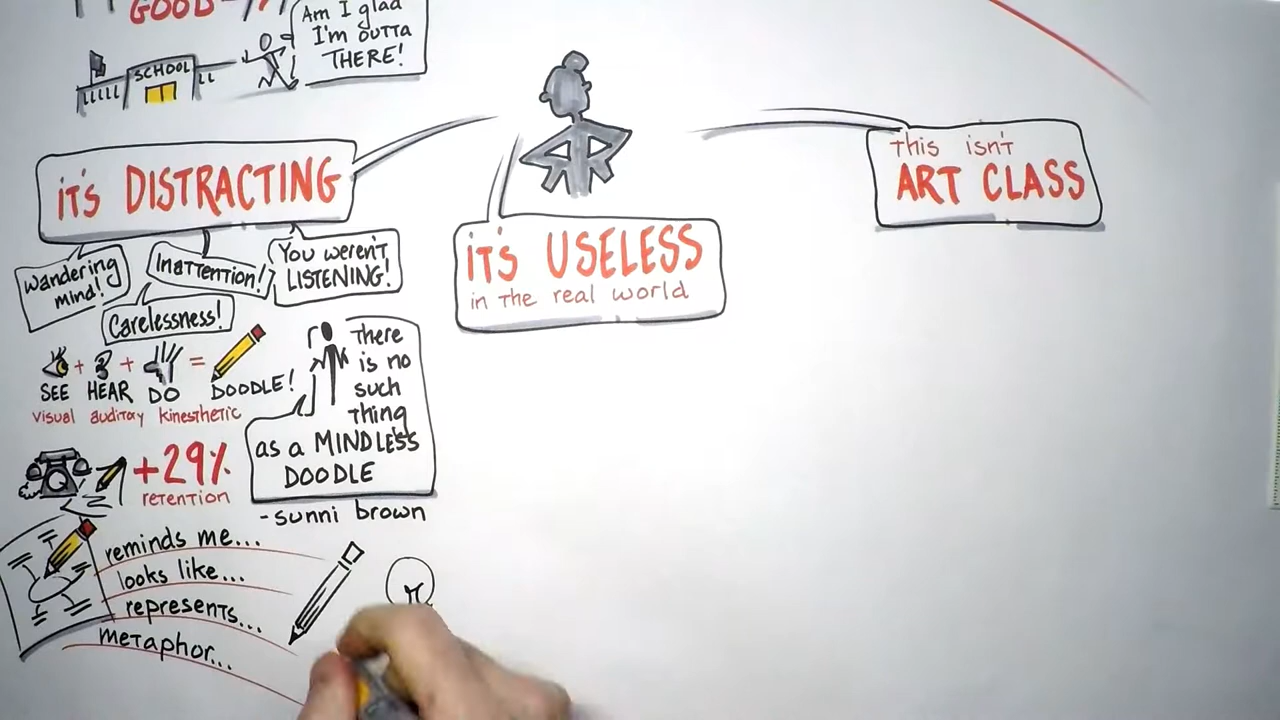 GOOD
Am I glad
I'm outta
THERE!
SCHOOL
it's DISTRACTING
Wandering
mind!
Inattention!
You weren't
LISTENING!
Carelessness!
SEE + HEAR + DO = DOODLE!
visual auditory kinesthetic
+29%
retention
There
is no
such
thing
as a MINDLESS
DOODLE
-sunni brown
reminds me...
looks like...
represents...
metaphor...
it's USELESS
in the real world
this isn't
ART CLASS